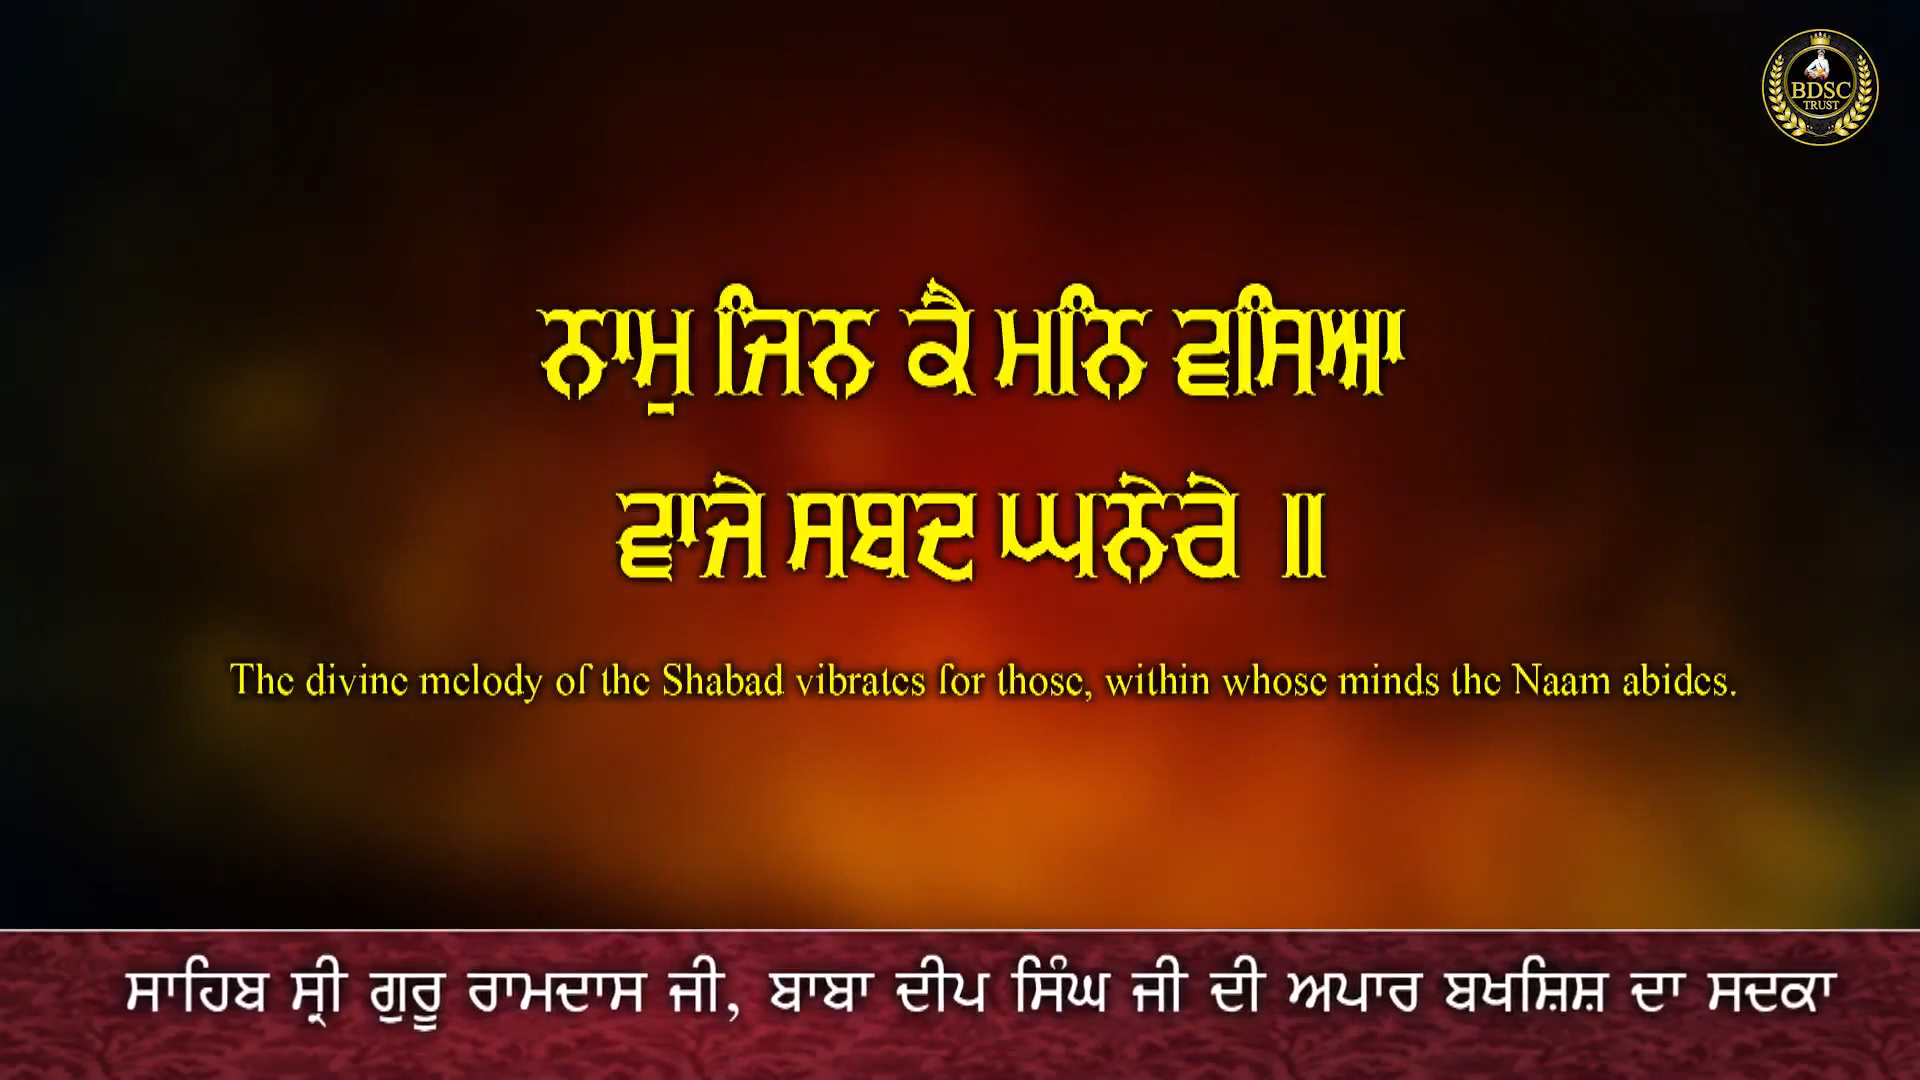 BDSC
TRUST
ਨਾਮੁ ਜਿਨ ਕੈ ਮਨਿ ਵਸਿਆ
ਵਾਜੇ ਸਬਦ ਘਨੇਰੇ ॥
The divine melody of the Shabad vibrates for those, within whose minds the Naam abides.
ਸਾਹਿਬ ਸ੍ਰੀ ਗੁਰੂ ਰਾਮਦਾਸ ਜੀ, ਬਾਬਾ ਦੀਪ ਸਿੰਘ ਜੀ ਦੀ ਅਪਾਰ ਬਖਸ਼ਿਸ਼ ਦਾ ਸਦਕਾ